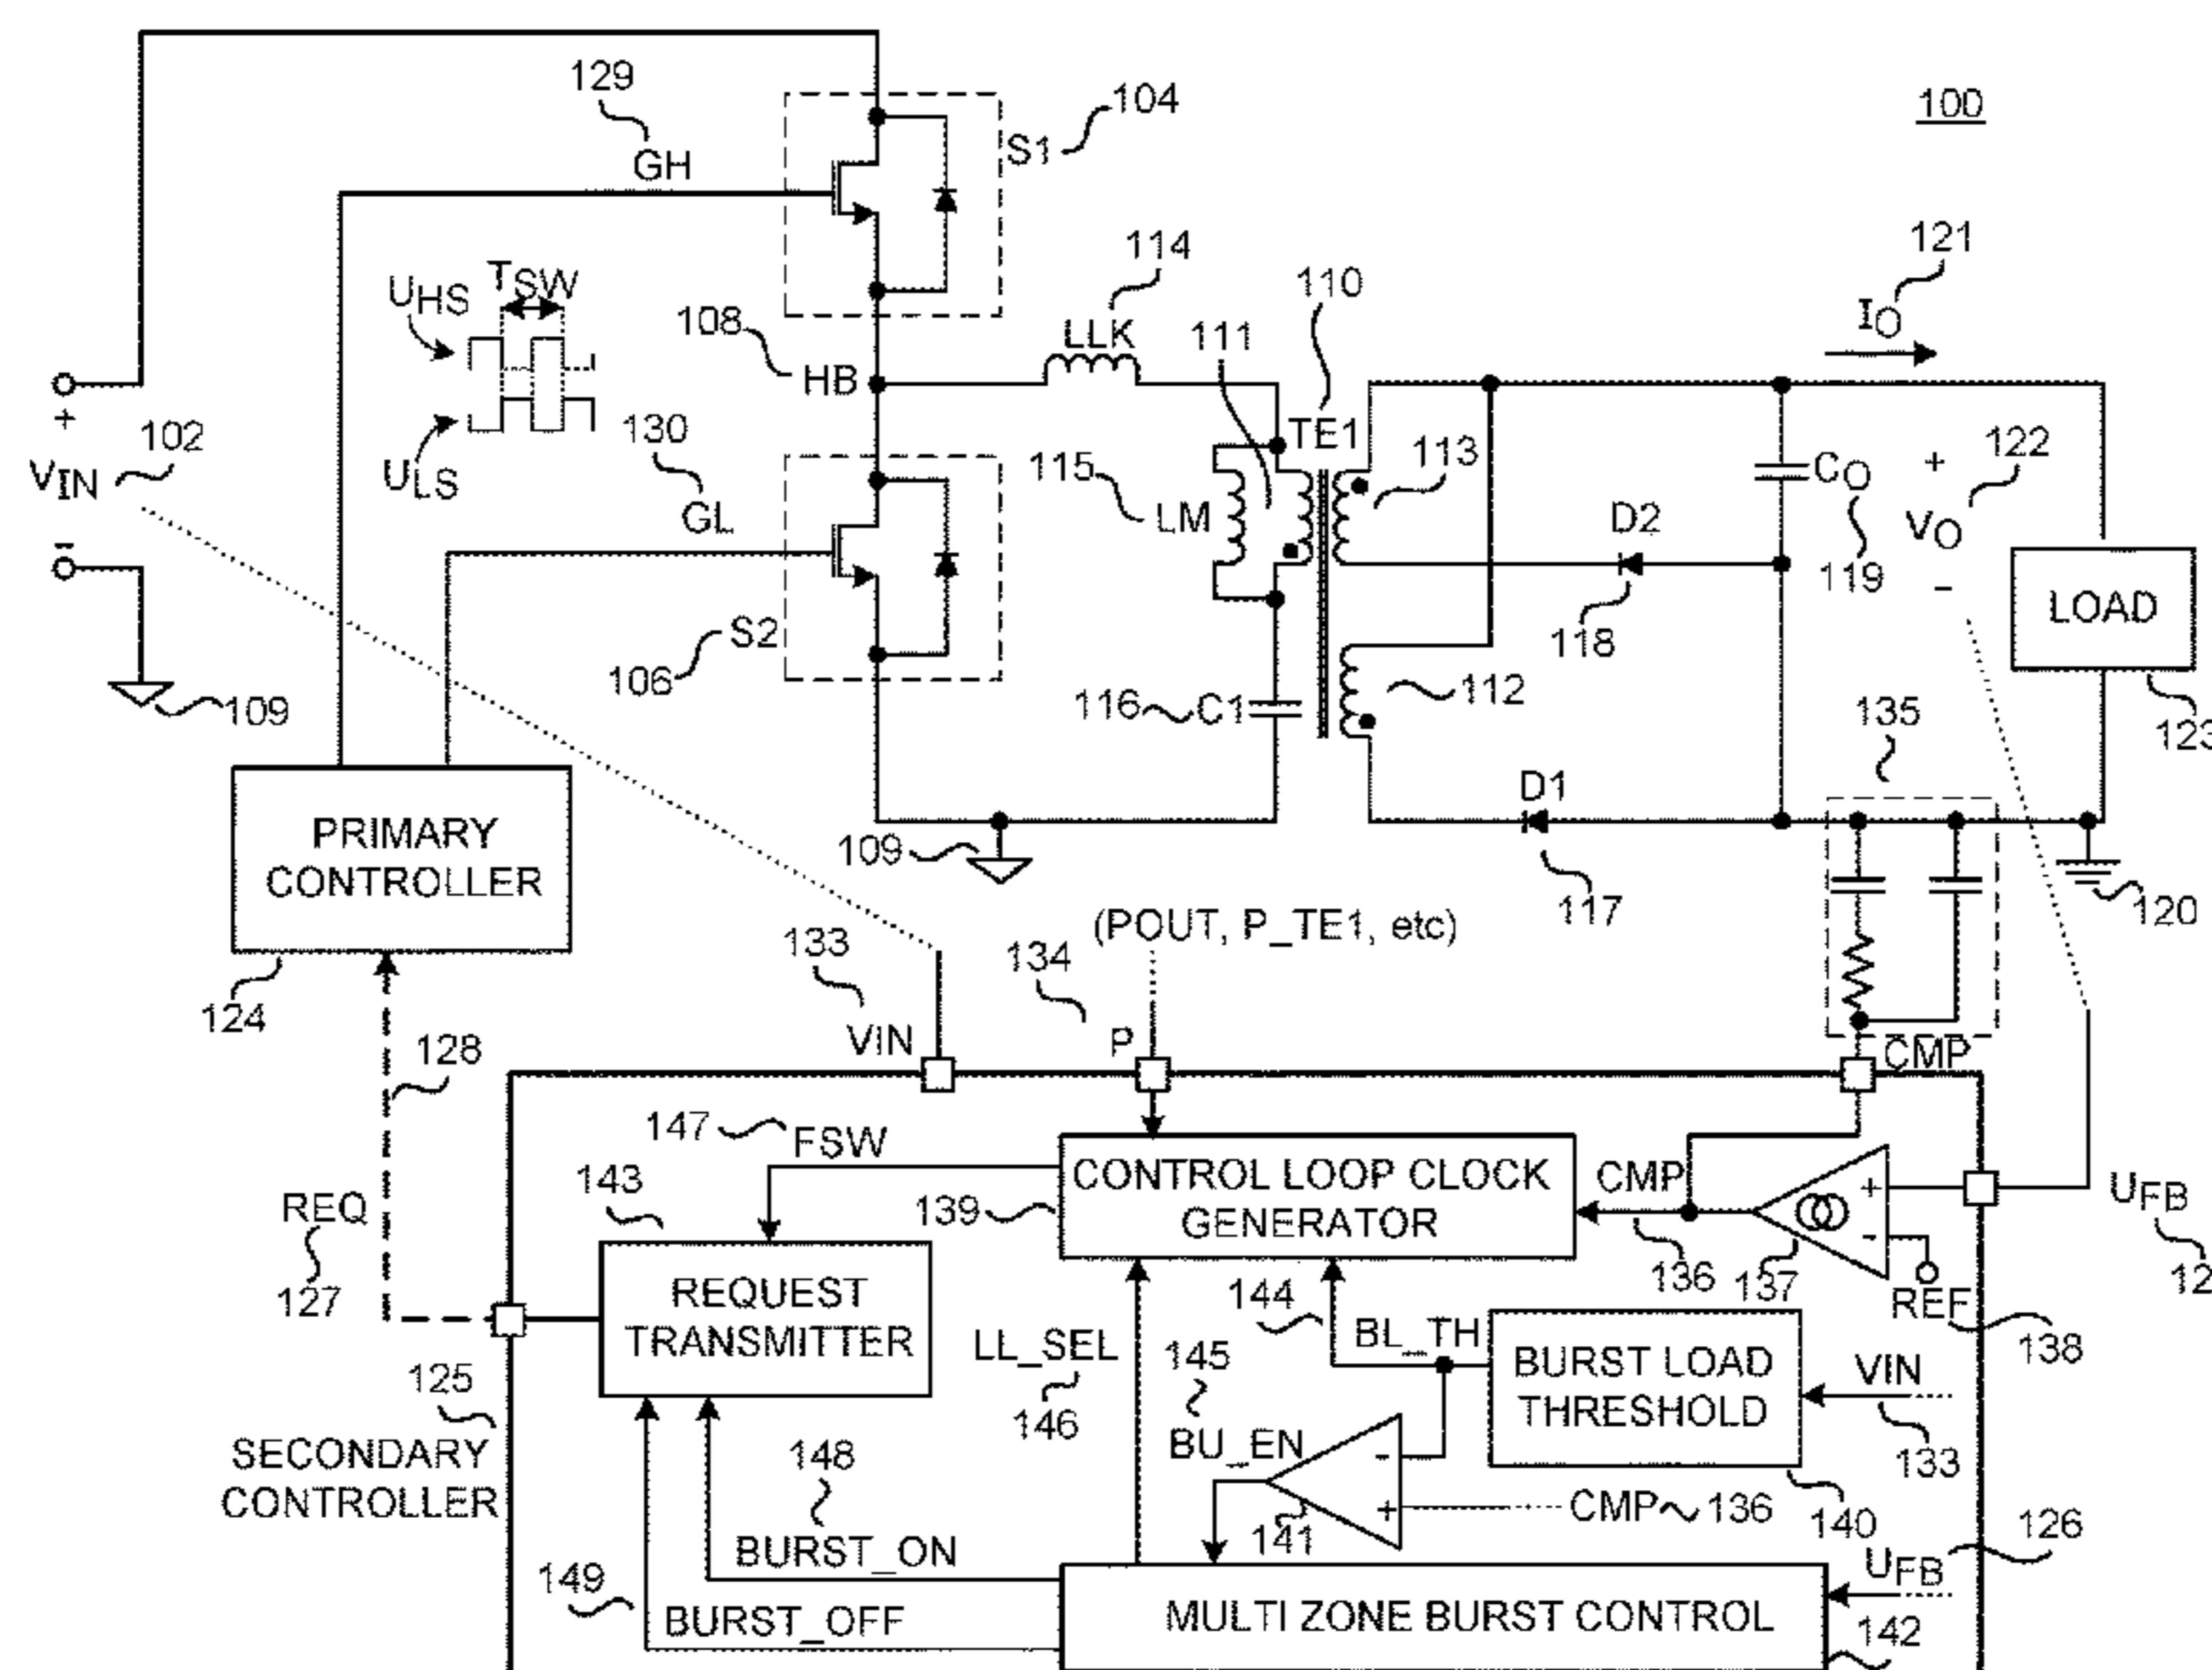 100
129
GH
104
S1
UHS
TSW
ULS
108
HB
114
LLK
111
110
TE1
121
IO
+
VIN
102
-
130
GL
115
LM
113
D2
118
CO
119
+
VO
-
122
LOAD
123
S2
106
116
C1
112
109
135
D1
117
109
120
PRIMARY
CONTROLLER
124
(POUT, P_TE1, etc)
133
VIN
134
P
CMP
128
147
FSW
143
139
CONTROL LOOP CLOCK
GENERATOR
CMP
136
137
+
-
REF
138
UFB
REQ
127
REQUEST
TRANSMITTER
144
BL_TH
LL_SEL
146
145
BU_EN
BURST LOAD
THRESHOLD
VIN
133
140
125
SECONDARY
CONTROLLER
-
+
141
CMP
136
148
BURST_ON
149
BURST_OFF
MULTI ZONE BURST CONTROL
126
UFB
142